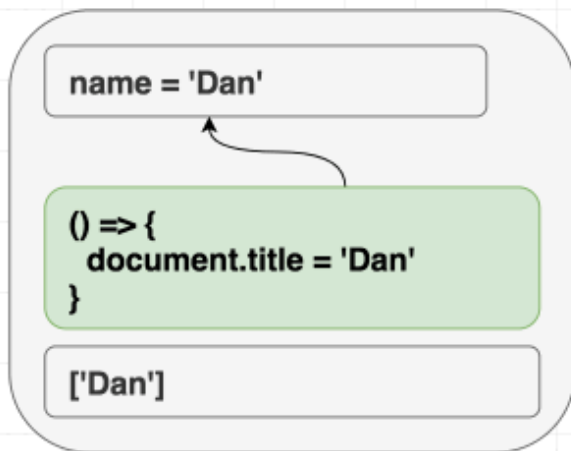 name = 'Dan'
() => {
document.title = 'Dan'
}
['Dan']